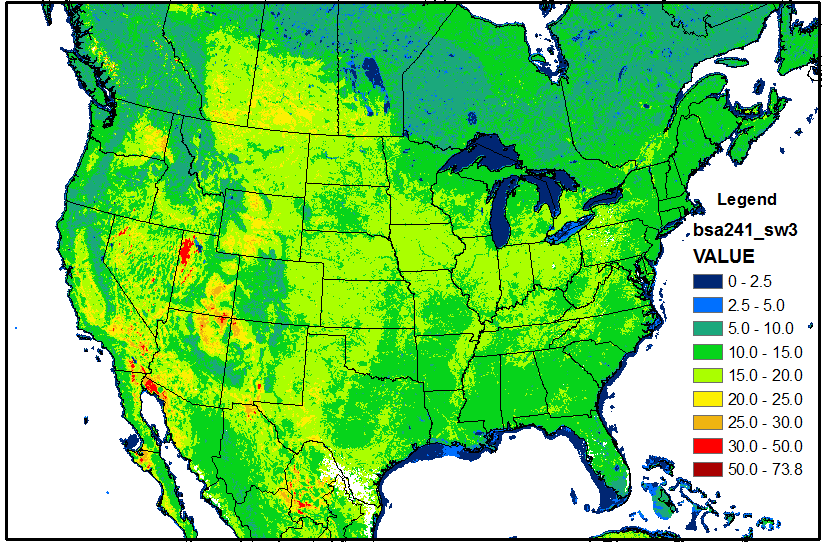 Legend
bsa241_sw3
VALUE
0 - 2.5
2.5 - 5.0
5.0 - 10.0
10.0 - 15.0
15.0 - 20.0
20.0 - 25.0
25.0 - 30.0
30.0 - 50.0
50.0 - 73.8